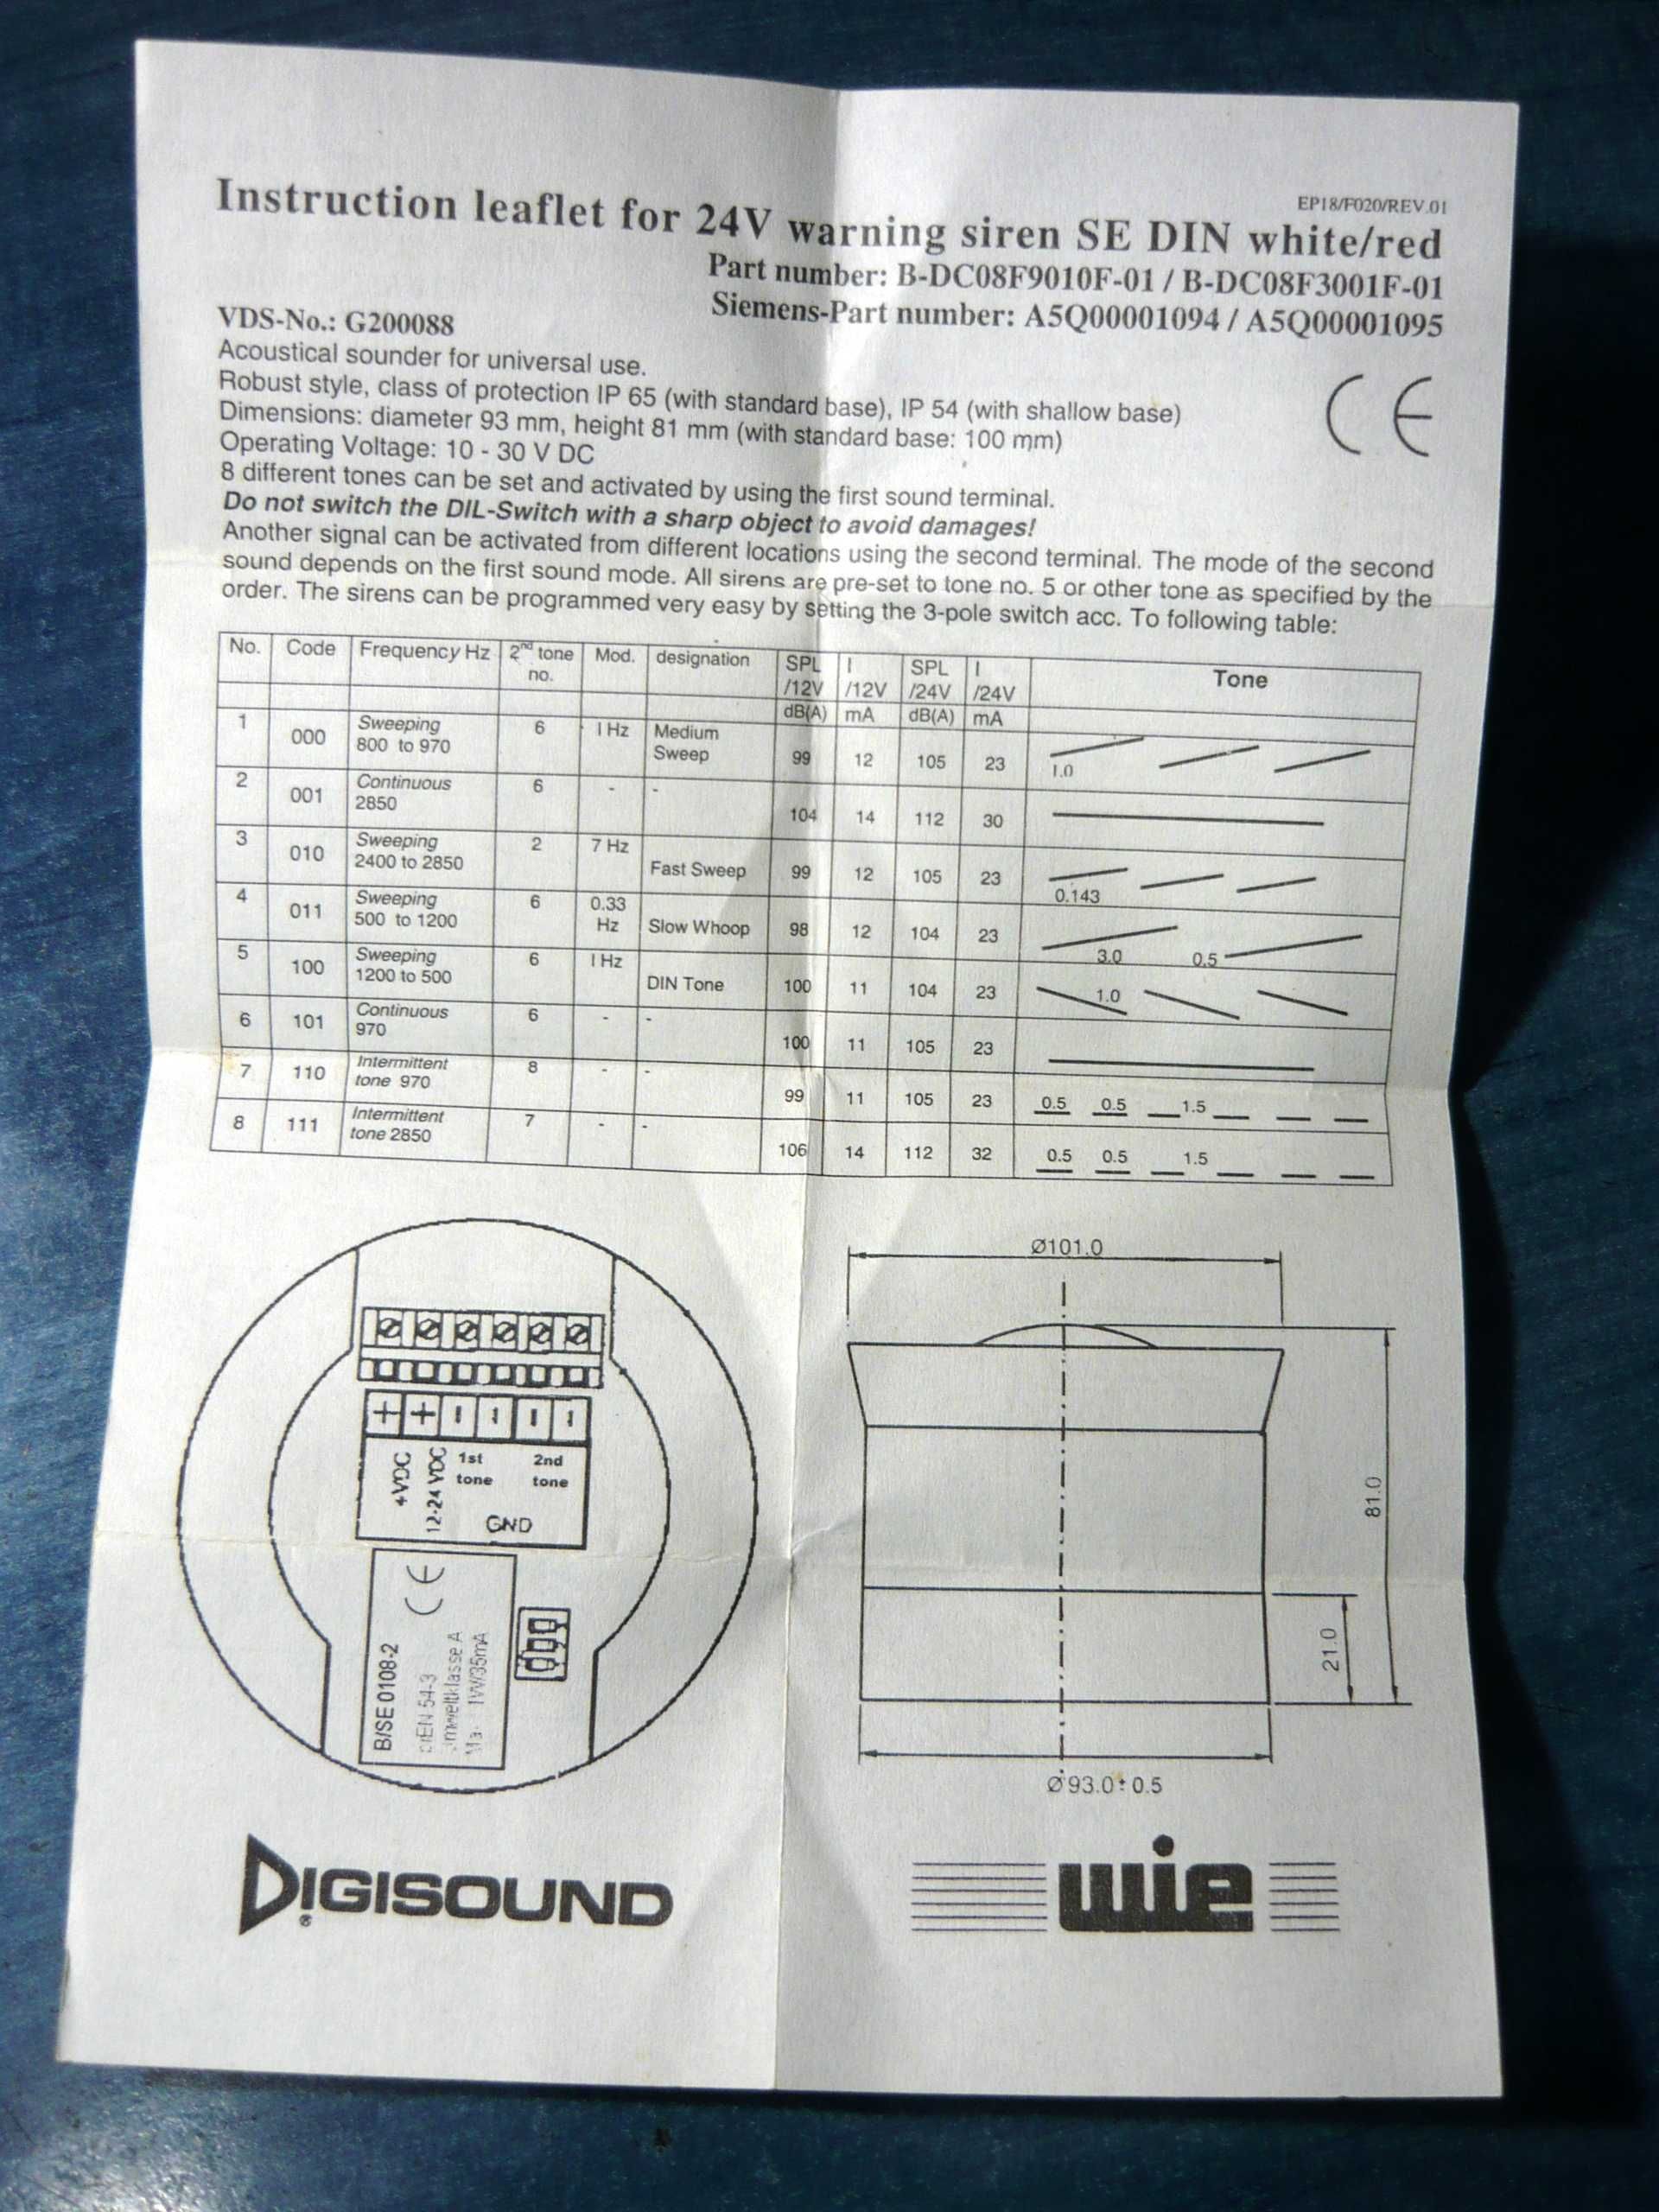 EP18/F020/REV.01
Instruction leaflet for 24V warning siren SE DIN white/red
Part number: B-DC08F9010F-01 / B-DC08F3001F-01
Siemens-Part number: A5Q00001094 / A5Q00001095
VDS-No.: G200088
Acoustical sounder for universal use.
Robust style, class of protection IP 65 (with standard base), IP 54 (with shallow base)
Dimensions: diameter 93 mm, height 81 mm (with standard base: 100 mm)
Operating Voltage: 10 - 30 V DC
CE
8 different tones can be set and activated by using the first sound terminal.
Do not switch the DIL-Switch with a sharp object to avoid damages!
Another signal can be activated from different locations using the second terminal. The mode of the second
sound depends on the first sound mode. All sirens are pre-set to tone no. 5 or other tone as specified by the
order. The sirens can be programmed very easy by setting the 3-pole switch acc. To following table:
No. Code Frequency Hz 2nd tone no. Mod. designation SPL /12V I /12V SPL /24V I /24V Tone
dB(A) mA dB(A) mA
1 000 Sweeping 800 to 970 6 1 Hz Medium Sweep 99 12 105 23 1.0
2 001 Continuous 2850 6 - - 104 14 112 30
3 010 Sweeping 2400 to 2850 2 7 Hz Fast Sweep 99 12 105 23 0.143
4 011 Sweeping 500 to 1200 6 0.33 Hz Slow Whoop 98 12 104 23 3.0 0.5
5 100 Sweeping 1200 to 500 6 1 Hz DIN Tone 100 11 104 23 1.0
6 101 Continuous 970 6 - - 100 11 105 23
7 110 Intermittent tone 970 8 - - 99 11 105 23 0.5 0.5 1.5
8 111 Intermittent tone 2850 7 - - 106 14 112 32 0.5 0.5 1.5
+ + - - - -
+VDC
12-24 VDC
1st tone
2nd tone
GND
B/SE 0108-2
CE
prEN 54-3
Umweltklasse A
35mA
Ø101.0
81.0
21.0
Ø 93.0± 0.5
DIGISOUND®
wie